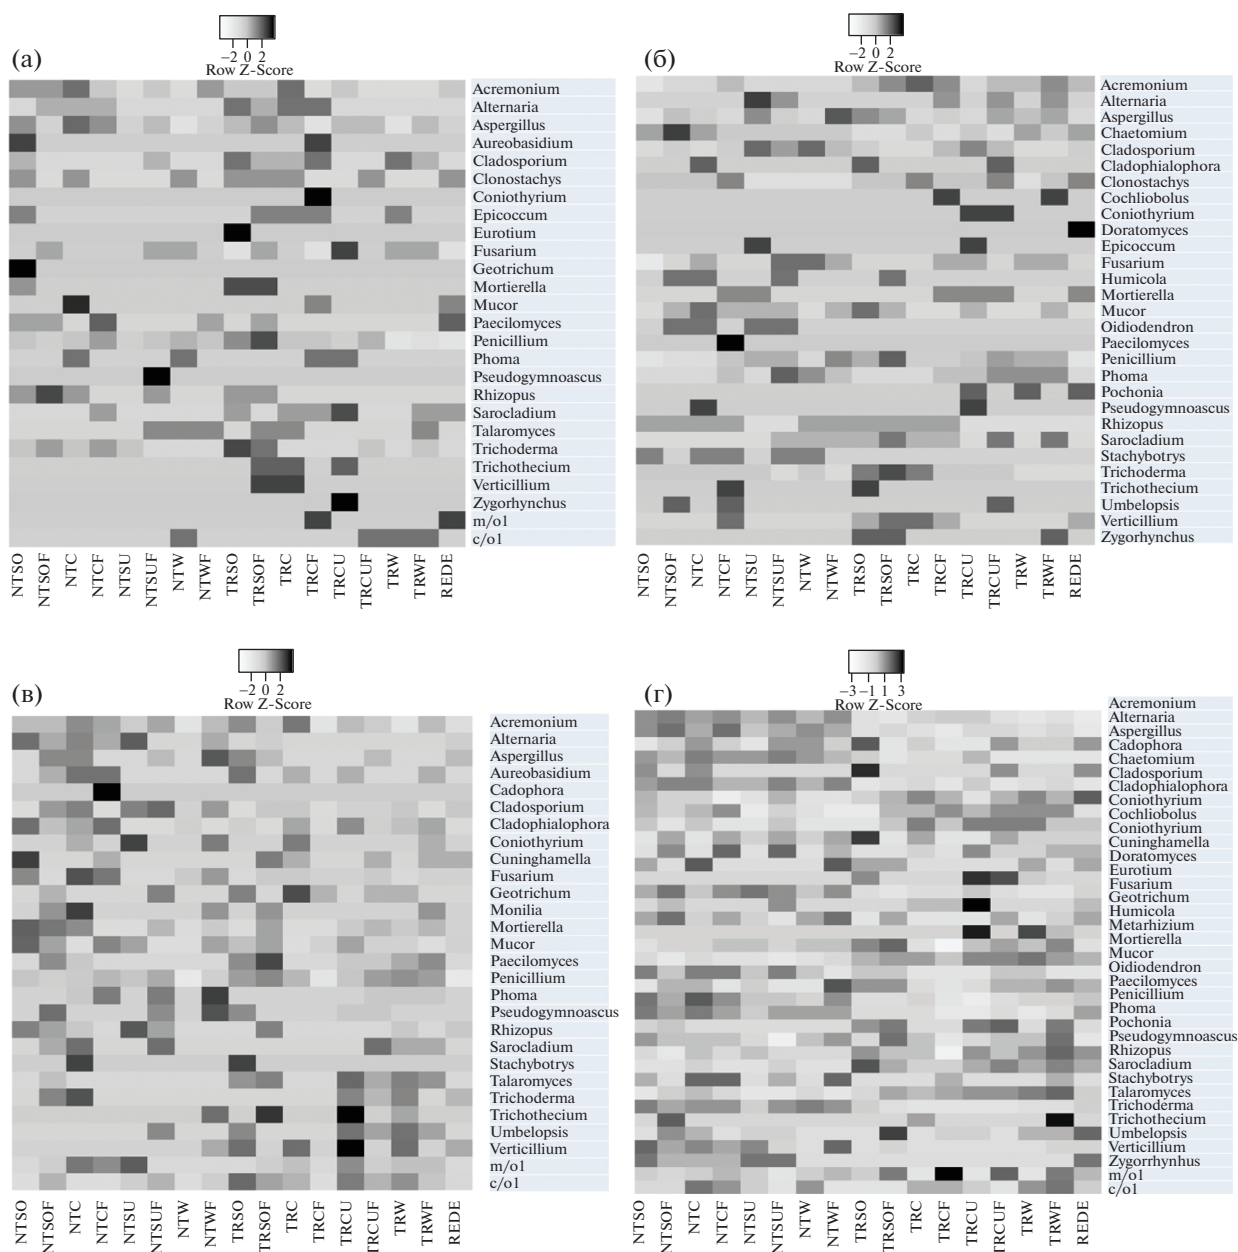 (а)
−2 0 2
Row Z-Score
Acremonium
Alternaria
Aspergillus
Aureobasidium
Cladosporium
Clonostachys
Coniothyrium
Epicoccum
Eurotium
Fusarium
Geotrichum
Mortierella
Mucor
Paecilomyces
Penicillium
Phoma
Pseudogymnoascus
Rhizopus
Sarocladium
Talaromyces
Trichoderma
Trichothecium
Verticillium
Zygorhynchus
m/o1
c/o1
NTSO NTSOF NTC NTCF NTSU NTSUF NTW NTWF TRSO TRSOF TRC TRCF TRCU TRCUF TRW TRWF REDE
(б)
−2 0 2
Row Z-Score
Acremonium
Alternaria
Aspergillus
Chaetomium
Cladosporium
Cladophialophora
Clonostachys
Cochliobolus
Coniothyrium
Doratomyces
Epicoccum
Fusarium
Humicola
Mortierella
Mucor
Oidiodendron
Paecilomyces
Penicillium
Phoma
Pochonia
Pseudogymnoascus
Rhizopus
Sarocladium
Stachybotrys
Trichoderma
Trichothecium
Umbelopsis
Verticillium
Zygorhynchus
NTSO NTSOF NTC NTCF NTSU NTSUF NTW NTWF TRSO TRSOF TRC TRCF TRCU TRCUF TRW TRWF REDE
(в)
−2 0 2
Row Z-Score
Acremonium
Alternaria
Aspergillus
Aureobasidium
Cadophora
Cladosporium
Cladophialophora
Coniothyrium
Cuninghamella
Fusarium
Geotrichum
Monilia
Mortierella
Mucor
Paecilomyces
Penicillium
Phoma
Pseudogymnoascus
Rhizopus
Sarocladium
Stachybotrys
Talaromyces
Trichoderma
Trichothecium
Umbelopsis
Verticillium
m/o1
c/o1
NTSO NTSOF NTC NTCF NTSU NTSUF NTW NTWF TRSO TRSOF TRC TRCF TRCU TRCUF TRW TRWF REDE
(г)
−3 −1 1 3
Row Z-Score
Acremonium
Alternaria
Aspergillus
Cadophora
Chaetomium
Cladosporium
Cladophialophora
Coniothyrium
Cochliobolus
Coniothyrium
Cuninghamella
Doratomyces
Eurotium
Fusarium
Geotrichum
Humicola
Metarhizium
Mortierella
Mucor
Oidiodendron
Paecilomyces
Penicillium
Phoma
Pochonia
Pseudogymnoascus
Rhizopus
Sarocladium
Stachybotrys
Talaromyces
Trichoderma
Trichothecium
Umbelopsis
Verticillium
Zygorrhynhus
m/o1
c/o1
NTSO NTSOF NTC NTCF NTSU NTSUF NTW NTWF TRSO TRSOF TRC TRCF TRCU TRCUF TRW TRWF REDE